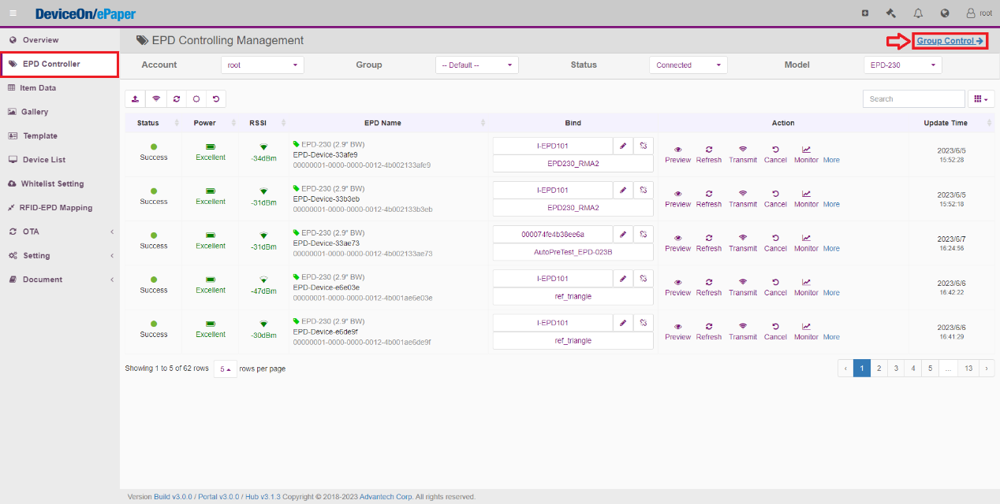 DeviceOn/ePaper
root
Overview
EPD Controlling Management
Group Control
EPD Controller
Account
root
Group
-- Default --
Status
Connected
Model
EPD-230
Item Data
Gallery
Template
Device List
Whitelist Setting
RFID-EPD Mapping
OTA
Setting
Document
Search
Status Power RSSI EPD Name Bind Action Update Time
Success
Excellent
-34dBm
EPD-230 (2.9" BW)
EPD-Device-33afe9
00000001-0000-0000-0012-4b002133afe9
I-EPD101
EPD230_RMA2
Preview Refresh Transmit Cancel Monitor More
2023/6/5
15:52:28
Success
Excellent
-31dBm
EPD-230 (2.9" BW)
EPD-Device-33b3eb
00000001-0000-0000-0012-4b002133b3eb
I-EPD101
EPD230_RMA2
Preview Refresh Transmit Cancel Monitor More
2023/6/5
15:52:18
Success
Excellent
-31dBm
EPD-230 (2.9" BW)
EPD-Device-33ae73
00000001-0000-0000-0012-4b002133ae73
000074fe4b38ee6a
AutoPreTest_EPD-023B
Preview Refresh Transmit Cancel Monitor More
2023/6/7
16:24:56
Success
Excellent
-47dBm
EPD-230 (2.9" BW)
EPD-Device-e6e03e
00000001-0000-0000-0012-4b001ae6e03e
I-EPD101
ref_triangle
Preview Refresh Transmit Cancel Monitor More
2023/6/6
16:42:22
Success
Excellent
-30dBm
EPD-230 (2.9" BW)
EPD-Device-e6de9f
00000001-0000-0000-0012-4b001ae6de9f
I-EPD101
ref_triangle
Preview Refresh Transmit Cancel Monitor More
2023/6/6
16:41:29
Showing 1 to 5 of 62 rows 5 rows per page
‹ 1 2 3 4 5 ... 13 ›
Version Build v3.0.0 / Portal v3.0.0 / Hub v3.1.3 Copyright © 2018-2023 Advantech Corp. All rights reserved.